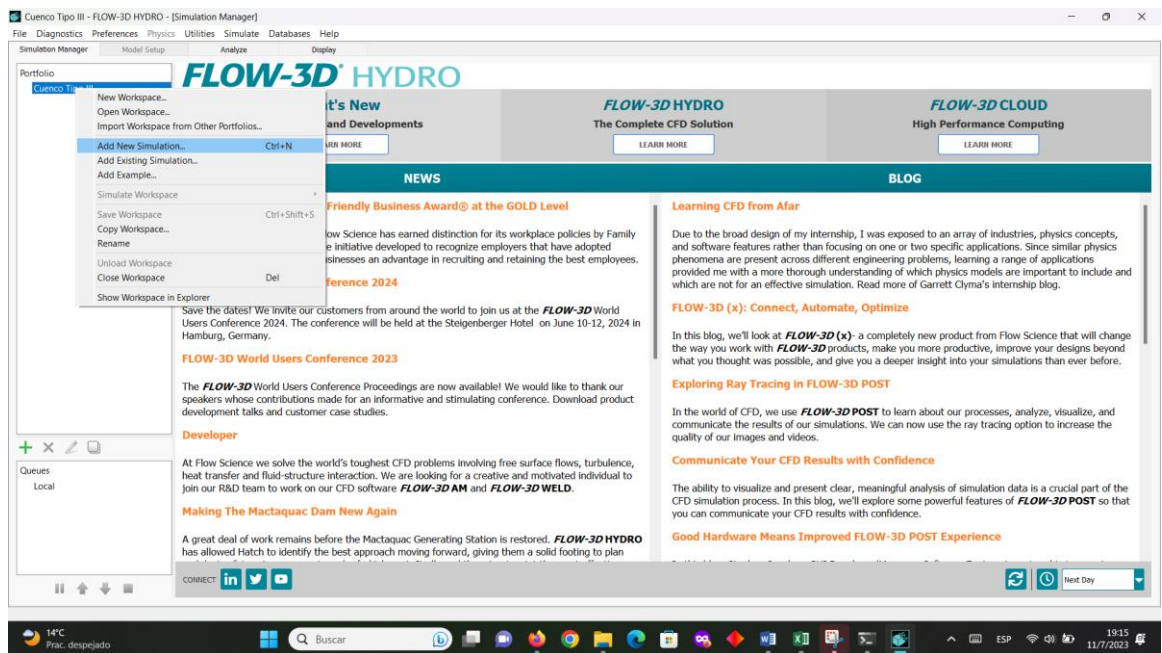 Cuenco Tipo III - FLOW-3D HYDRO - [Simulation Manager]
File Diagnostics Preferences Physics Utilities Simulate Databases Help
Simulation Manager Model Setup Analyze Display
Portfolio
Cuenco Tipo III
New Workspace...
Open Workspace...
Import Workspace from Other Portfolios...
Add New Simulation... Ctrl+N
Add Existing Simulation...
Add Example...
Simulate Workspace
Save Workspace Ctrl+Shift+S
Copy Workspace...
Rename
Unload Workspace
Close Workspace Del
Show Workspace in Explorer
Queues
Local
FLOW-3D HYDRO
t's New
and Developments
ARN MORE
FLOW-3D HYDRO
The Complete CFD Solution
LEARN MORE
FLOW-3D CLOUD
High Performance Computing
LEARN MORE
NEWS
Friendly Business Award® at the GOLD Level
ow Science has earned distinction for its workplace policies by Family
e initiative developed to recognize employers that have adopted
usinesses an advantage in recruiting and retaining the best employees.
ference 2024
Save the dates! We invite our customers from around the world to join us at the FLOW-3D World
Users Conference 2024. The conference will be held at the Steigenberger Hotel on June 10-12, 2024 in
Hamburg, Germany.
FLOW-3D World Users Conference 2023
The FLOW-3D World Users Conference Proceedings are now available! We would like to thank our
speakers whose contributions made for an informative and stimulating conference. Download product
development talks and customer case studies.
Developer
At Flow Science we solve the world's toughest CFD problems involving free surface flows, turbulence,
heat transfer and fluid-structure interaction. We are looking for a creative and motivated individual to
join our R&D team to work on our CFD software FLOW-3D AM and FLOW-3D WELD.
Making The Mactaquac Dam New Again
A great deal of work remains before the Mactaquac Generating Station is restored. FLOW-3D HYDRO
has allowed Hatch to identify the best approach moving forward, giving them a solid footing to plan
BLOG
Learning CFD from Afar
Due to the broad design of my internship, I was exposed to an array of industries, physics concepts,
and software features rather than focusing on one or two specific applications. Since similar physics
phenomena are present across different engineering problems, learning a range of applications
provided me with a more thorough understanding of which physics models are important to include and
which are not for an effective simulation. Read more of Garrett Clyma's internship blog.
FLOW-3D (x): Connect, Automate, Optimize
In this blog, we'll look at FLOW-3D (x)- a completely new product from Flow Science that will change
the way you work with FLOW-3D products, make you more productive, improve your designs beyond
what you thought was possible, and give you a deeper insight into your simulations than ever before.
Exploring Ray Tracing in FLOW-3D POST
In the world of CFD, we use FLOW-3D POST to learn about our processes, analyze, visualize, and
communicate the results of our simulations. We can now use the ray tracing option to increase the
quality of our images and videos.
Communicate Your CFD Results with Confidence
The ability to visualize and present clear, meaningful analysis of simulation data is a crucial part of the
CFD simulation process. In this blog, we'll explore some powerful features of FLOW-3D POST so that
you can communicate your CFD results with confidence.
Good Hardware Means Improved FLOW-3D POST Experience
CONNECT
Next Day
14°C
Prac. despejado
Buscar
ESP
19:15
11/7/2023